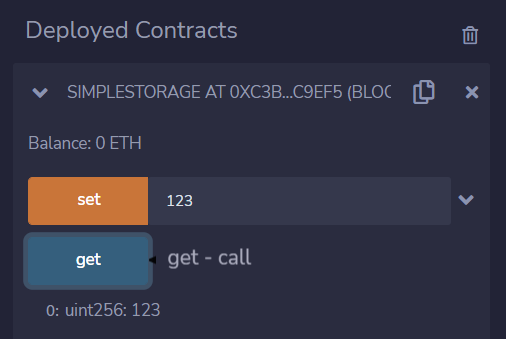 Deployed Contracts
SIMPLESTORAGE AT 0XC3B...C9EF5 (BLOC
Balance: 0 ETH
set 123
get get - call
0: uint256: 123